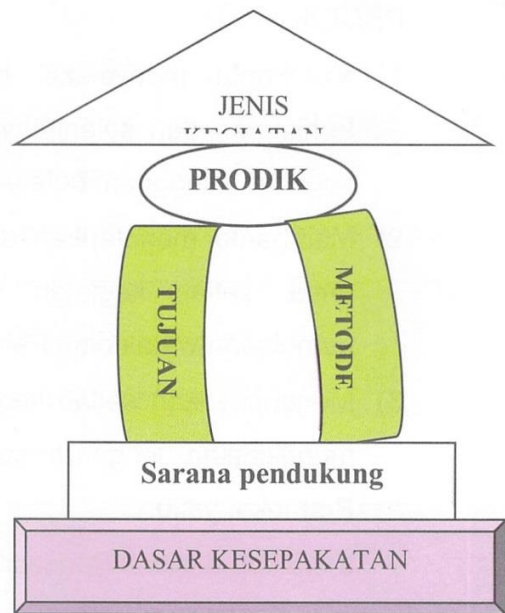 JENIS
KEGIATAN
PRODIK
TUJUAN
METODE
Sarana pendukung
DASAR KESEPAKATAN